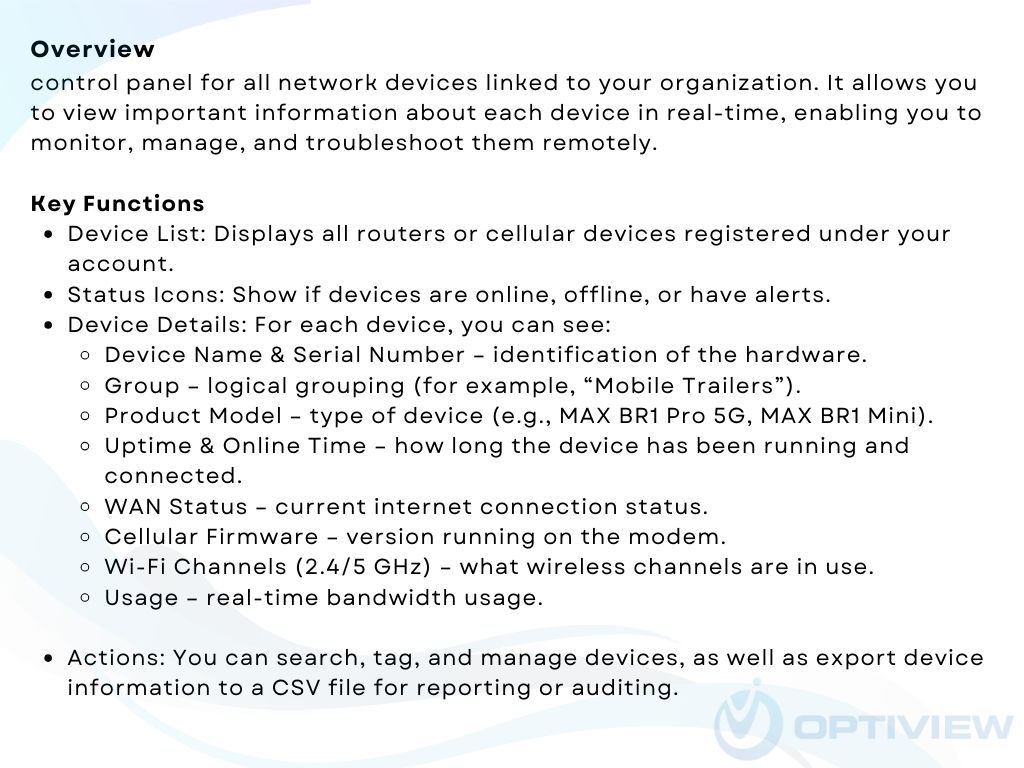 Overview
control panel for all network devices linked to your organization. It allows you
to view important information about each device in real-time, enabling you to
monitor, manage, and troubleshoot them remotely.
Key Functions
• Device List: Displays all routers or cellular devices registered under your
account.
• Status Icons: Show if devices are online, offline, or have alerts.
• Device Details: For each device, you can see:
◦ Device Name & Serial Number – identification of the hardware.
◦ Group – logical grouping (for example, “Mobile Trailers”).
◦ Product Model – type of device (e.g., MAX BR1 Pro 5G, MAX BR1 Mini).
◦ Uptime & Online Time – how long the device has been running and
connected.
◦ WAN Status – current internet connection status.
◦ Cellular Firmware – version running on the modem.
◦ Wi-Fi Channels (2.4/5 GHz) – what wireless channels are in use.
◦ Usage – real-time bandwidth usage.
• Actions: You can search, tag, and manage devices, as well as export device
information to a CSV file for reporting or auditing.
OPTIVIEW